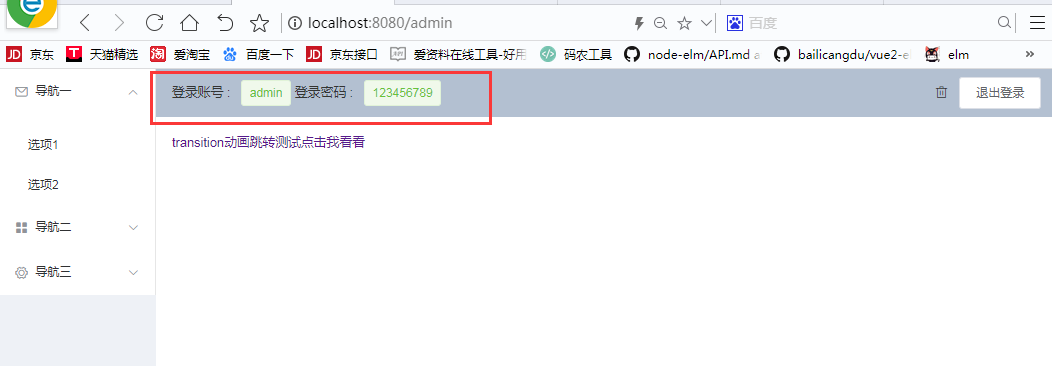 localhost:8080/admin
百度
JD 京东 T 天猫精选 淘 爱淘宝 百度一下 JD 京东接口 爱资料在线工具-好用 码农工具 node-elm/API.md a bailicangdu/vue2-e elm »
导航一
登录账号： admin 登录密码： 123456789
退出登录
选项1
transition动画跳转测试点击我看看
选项2
导航二
导航三